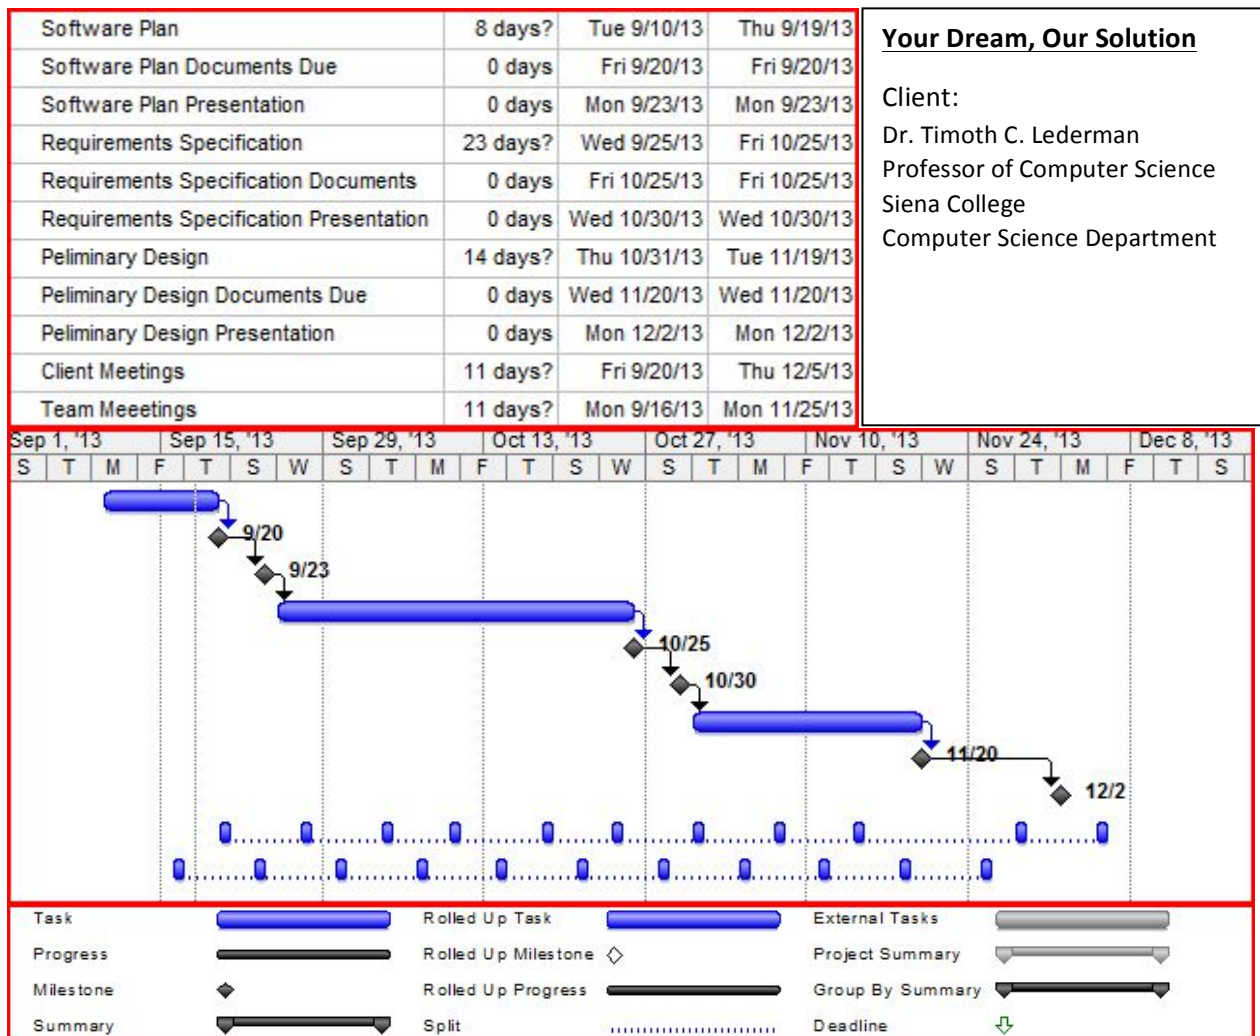 Software Plan 8 days? Tue 9/10/13 Thu 9/19/13
Software Plan Documents Due 0 days Fri 9/20/13 Fri 9/20/13
Software Plan Presentation 0 days Mon 9/23/13 Mon 9/23/13
Requirements Specification 23 days? Wed 9/25/13 Fri 10/25/13
Requirements Specification Documents 0 days Fri 10/25/13 Fri 10/25/13
Requirements Specification Presentation 0 days Wed 10/30/13 Wed 10/30/13
Peliminary Design 14 days? Thu 10/31/13 Tue 11/19/13
Peliminary Design Documents Due 0 days Wed 11/20/13 Wed 11/20/13
Peliminary Design Presentation 0 days Mon 12/2/13 Mon 12/2/13
Client Meetings 11 days? Fri 9/20/13 Thu 12/5/13
Team Meeetings 11 days? Mon 9/16/13 Mon 11/25/13
Your Dream, Our Solution
Client:
Dr. Timoth C. Lederman
Professor of Computer Science
Siena College
Computer Science Department
Sep 1, '13 Sep 15, '13 Sep 29, '13 Oct 13, '13 Oct 27, '13 Nov 10, '13 Nov 24, '13 Dec 8, '13
S T M F T S W S T M F T S W S T M F T S W S T M F T S
9/20
9/23
10/25
10/30
11/20
12/2
Task Rolled Up Task External Tasks
Progress Rolled Up Milestone Project Summary
Milestone Rolled Up Progress Group By Summary
Summary Split Deadline